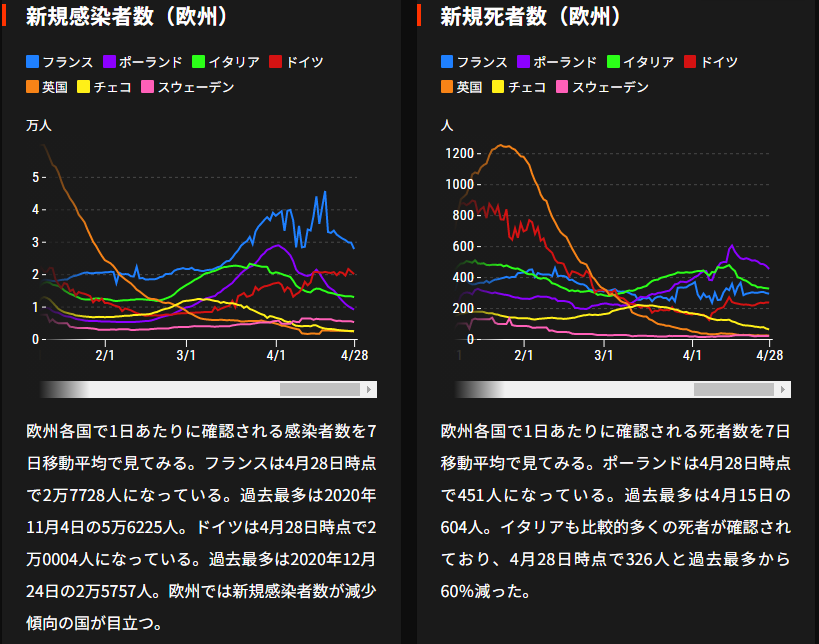 新規感染者数（欧州）
フランス ポーランド イタリア ドイツ
英国 チェコ スウェーデン
万人
5
4
3
2
1
0
2/1 3/1 4/1 4/28
欧州各国で1日あたりに確認される感染者数を7
日移動平均で見てみる。フランスは4月28日時点
で2万7728人になっている。過去最多は2020年
11月4日の5万6225人。ドイツは4月28日時点で2
万0004人になっている。過去最多は2020年12月
24日の2万5757人。欧州では新規感染者数が減少
傾向の国が目立つ。
新規死者数（欧州）
フランス ポーランド イタリア ドイツ
英国 チェコ スウェーデン
人
1200
1000
800
600
400
200
0
1 2/1 3/1 4/1 4/28
欧州各国で1日あたりに確認される死者数を7日
移動平均で見てみる。ポーランドは4月28日時点
で451人になっている。過去最多は4月15日の
604人。イタリアも比較的多くの死者が確認され
ており、4月28日時点で326人と過去最多から
60%減った。